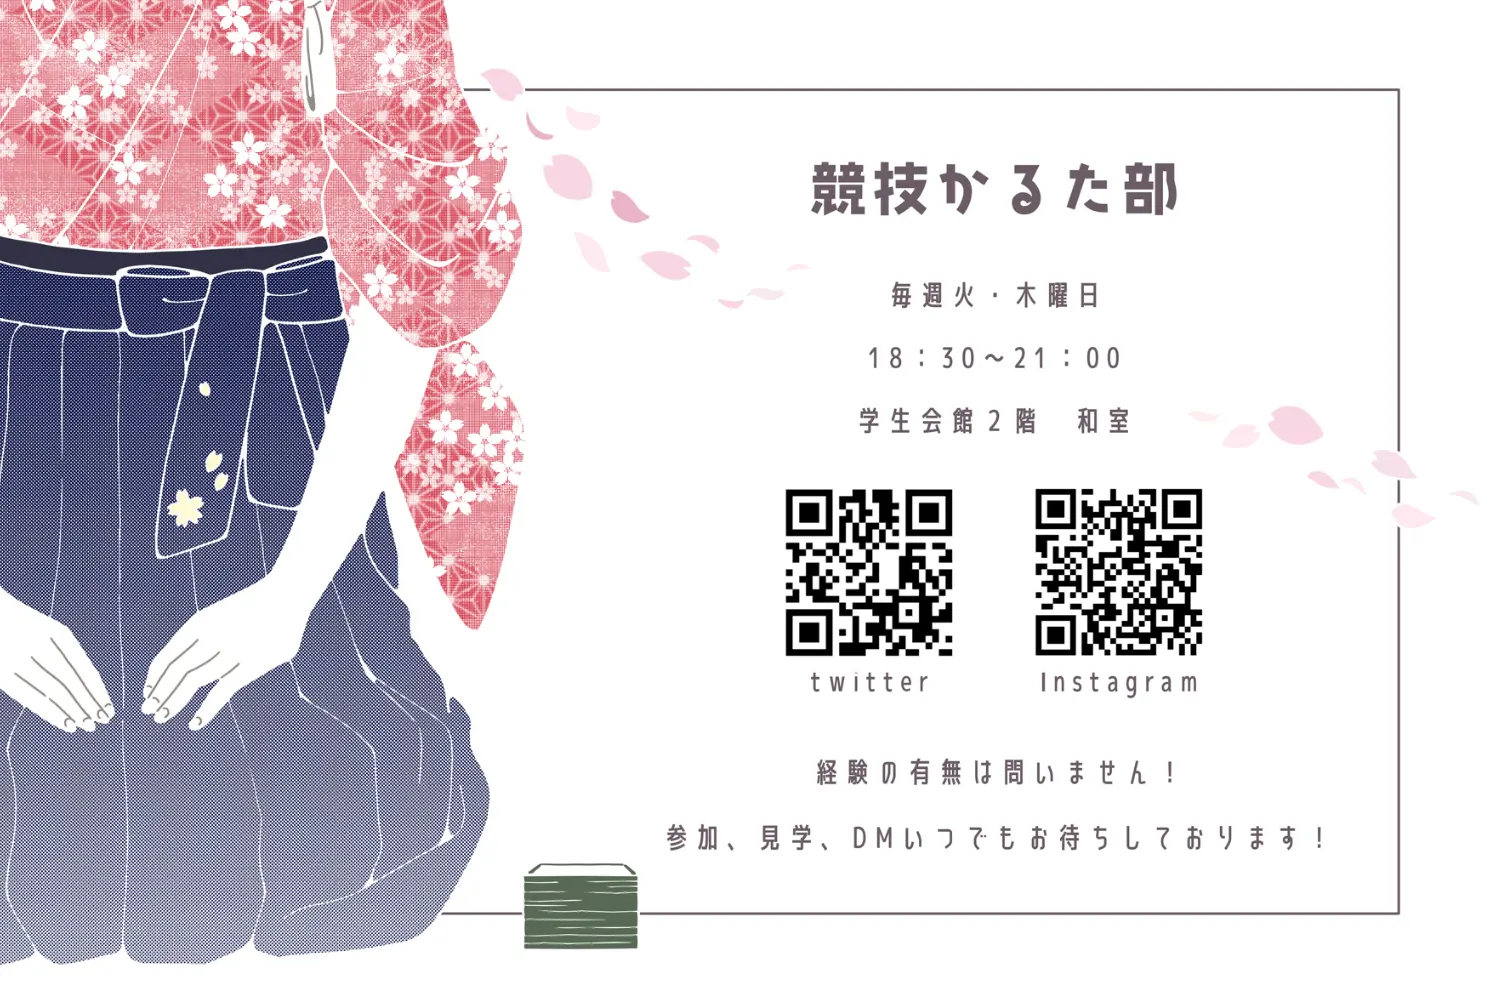 競技かるた部
毎週火・木曜日
18：30～21：00
学生会館2階　和室
twitter
Instagram
経験の有無は問いません！
参加、見学、DMいつでもお待ちしております！